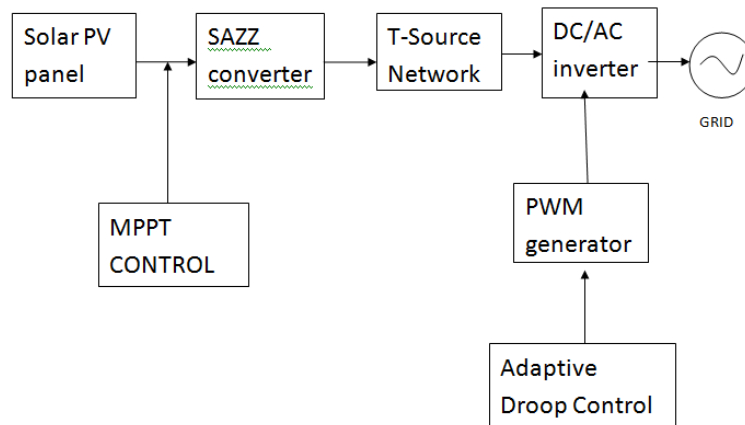 Solar PV
panel
SAZZ
converter
T-Source
Network
DC/AC
inverter
GRID
MPPT
CONTROL
PWM
generator
Adaptive
Droop Control